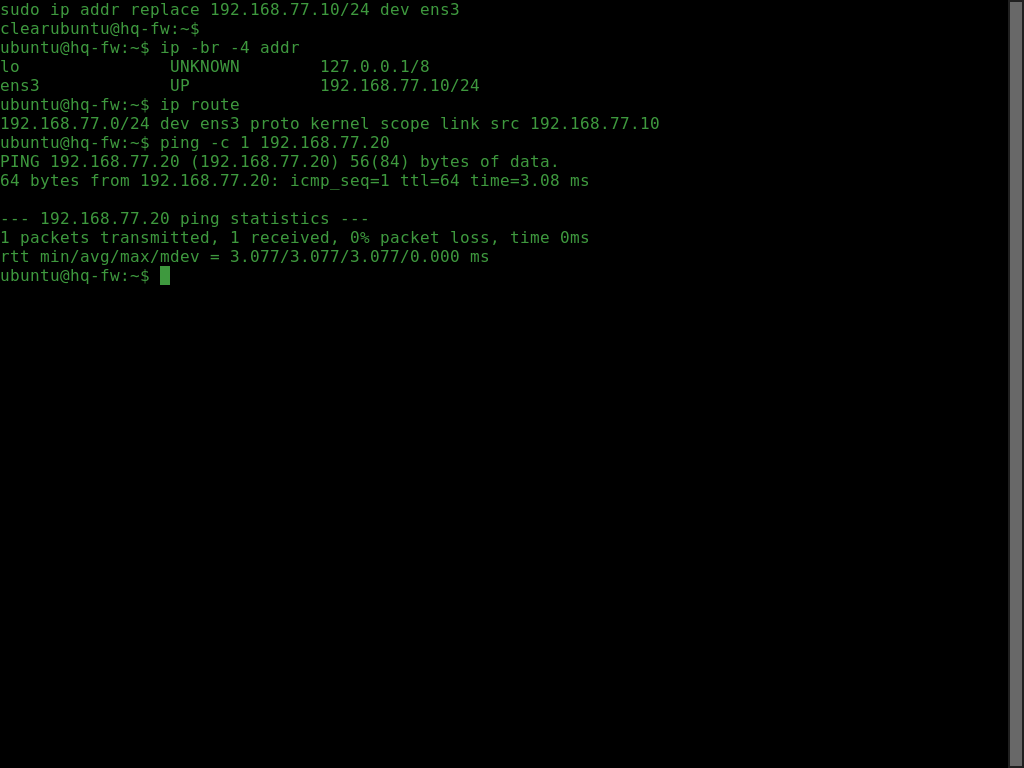 sudo ip addr replace 192.168.77.10/24 dev ens3
clearubuntu@hq-fw:~$
ubuntu@hq-fw:~$ ip -br -4 addr
lo               UNKNOWN        127.0.0.1/8
ens3             UP             192.168.77.10/24
ubuntu@hq-fw:~$ ip route
192.168.77.0/24 dev ens3 proto kernel scope link src 192.168.77.10
ubuntu@hq-fw:~$ ping -c 1 192.168.77.20
PING 192.168.77.20 (192.168.77.20) 56(84) bytes of data.
64 bytes from 192.168.77.20: icmp_seq=1 ttl=64 time=3.08 ms

--- 192.168.77.20 ping statistics ---
1 packets transmitted, 1 received, 0% packet loss, time 0ms
rtt min/avg/max/mdev = 3.077/3.077/3.077/0.000 ms
ubuntu@hq-fw:~$